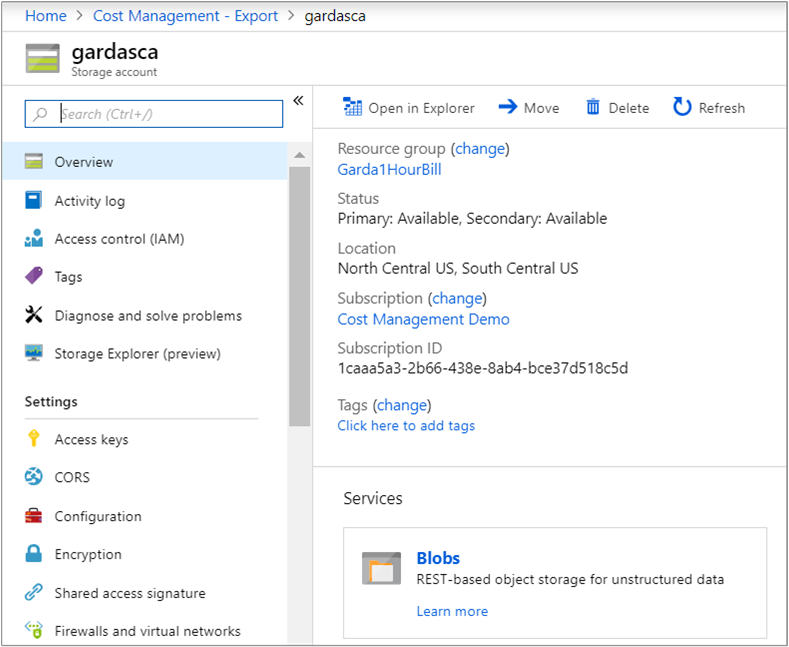 Home > Cost Management - Export > gardasca
gardasca
Storage account
Search (Ctrl+/)
«
Overview
Activity log
Access control (IAM)
Tags
Diagnose and solve problems
Storage Explorer (preview)
Settings
Access keys
CORS
Configuration
Encryption
Shared access signature
Firewalls and virtual networks
Open in Explorer Move Delete Refresh
Resource group (change)
Garda1HourBill
Status
Primary: Available, Secondary: Available
Location
North Central US, South Central US
Subscription (change)
Cost Management Demo
Subscription ID
1caaa5a3-2b66-438e-8ab4-bce37d518c5d
Tags (change)
Click here to add tags
Services
Blobs
REST-based object storage for unstructured data
Learn more